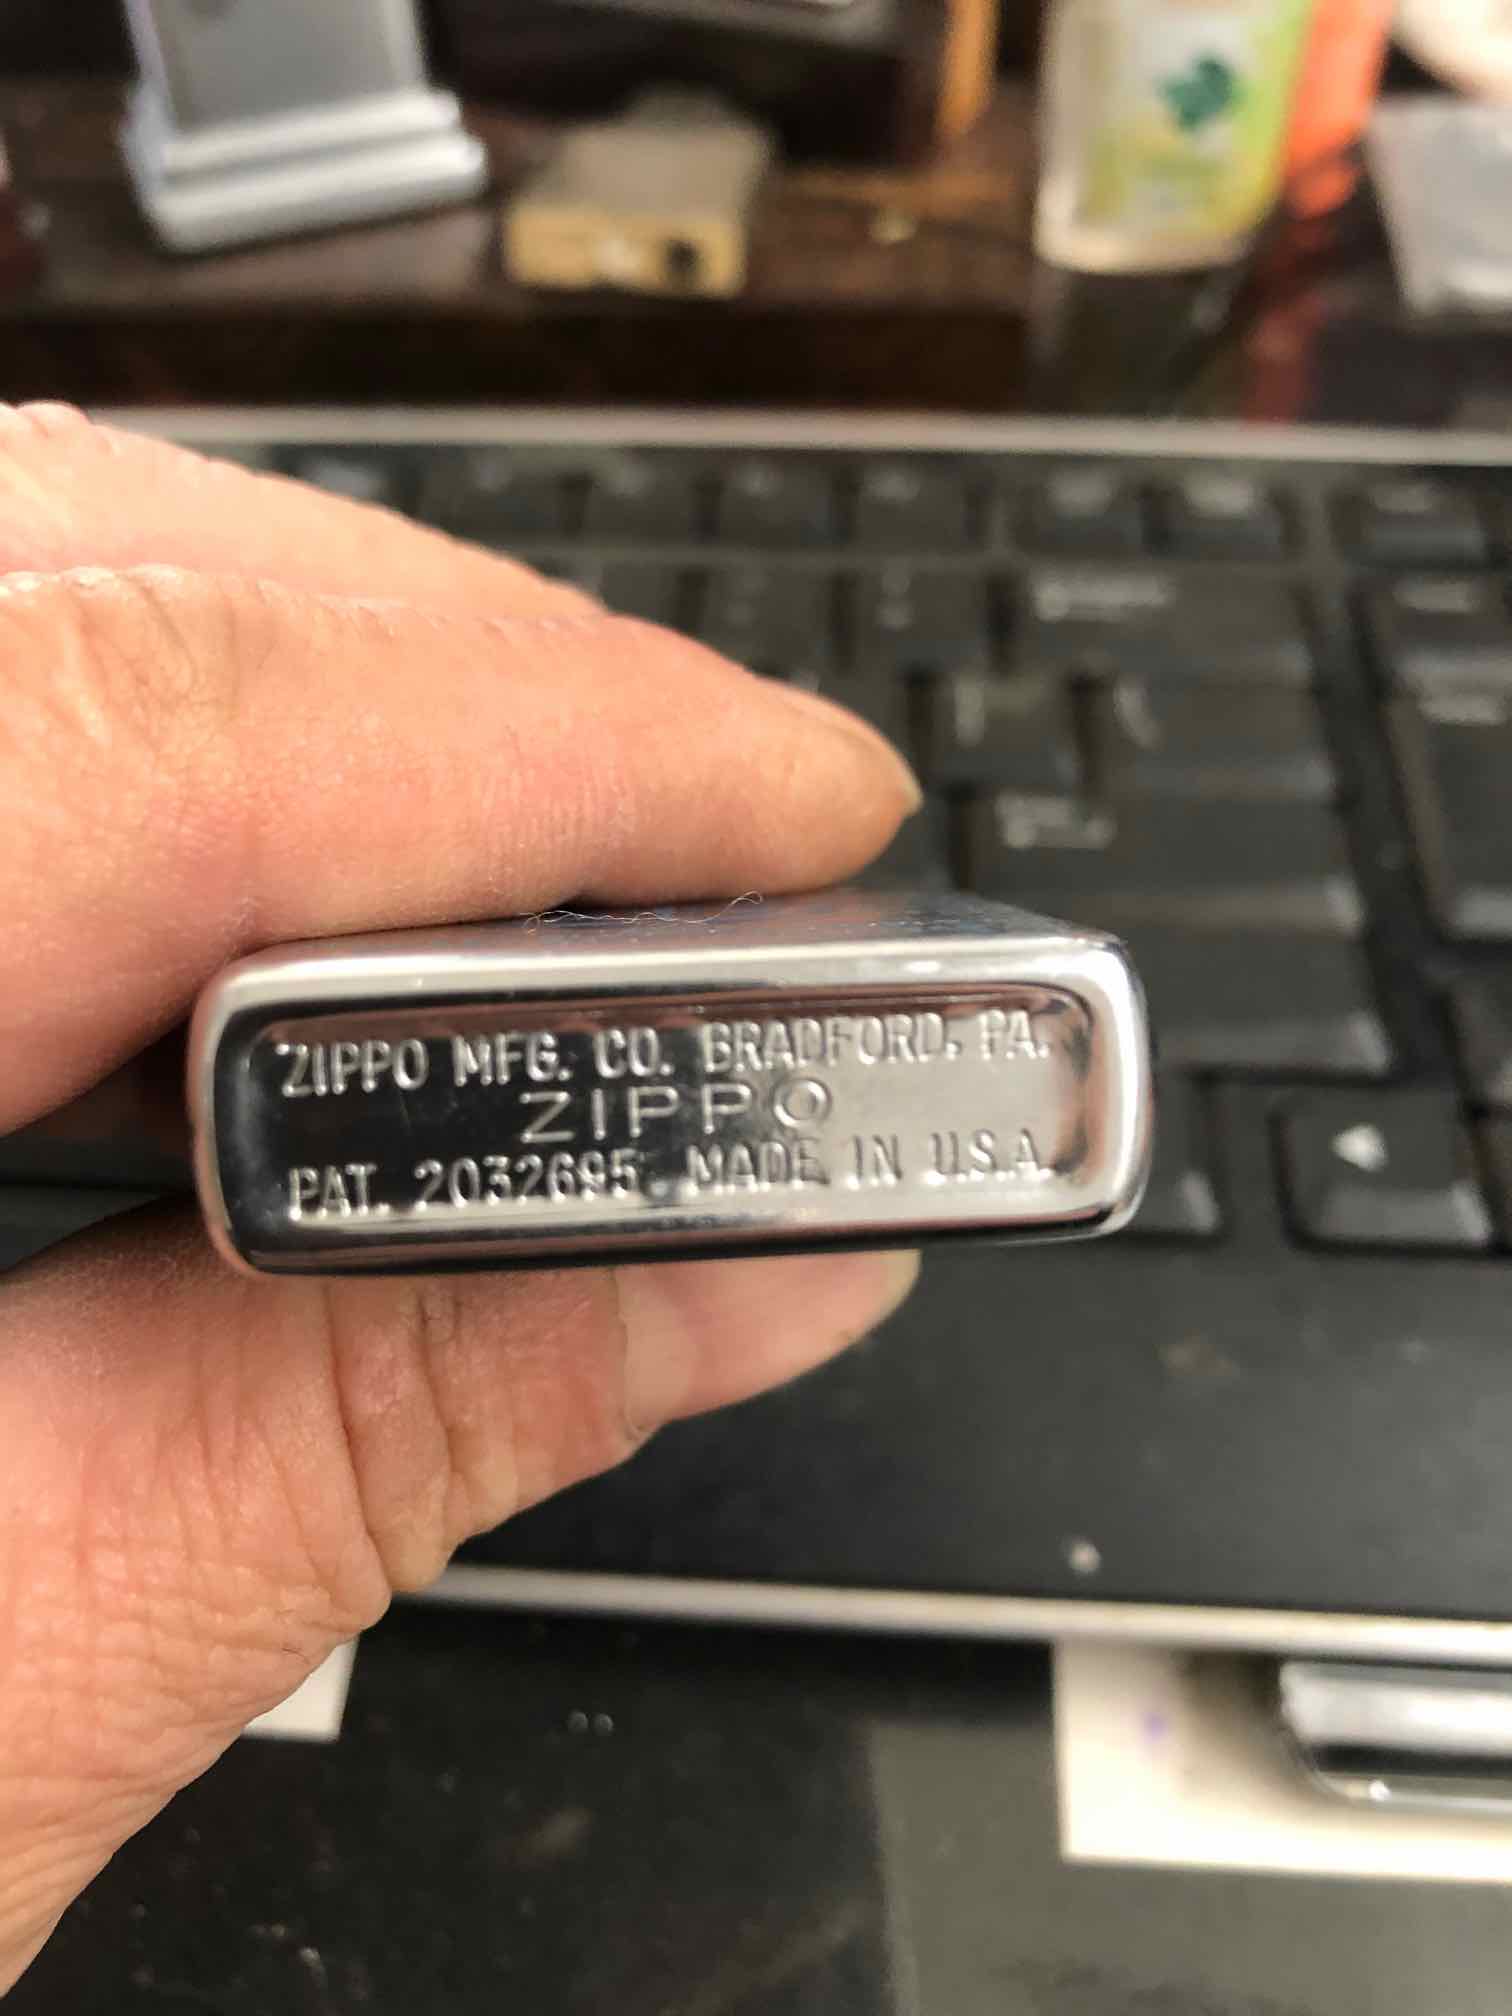 ZIPPO MFG. CO. BRADFORD. PA.
ZIPPO
PAT. 2032695 MADE IN U.S.A.